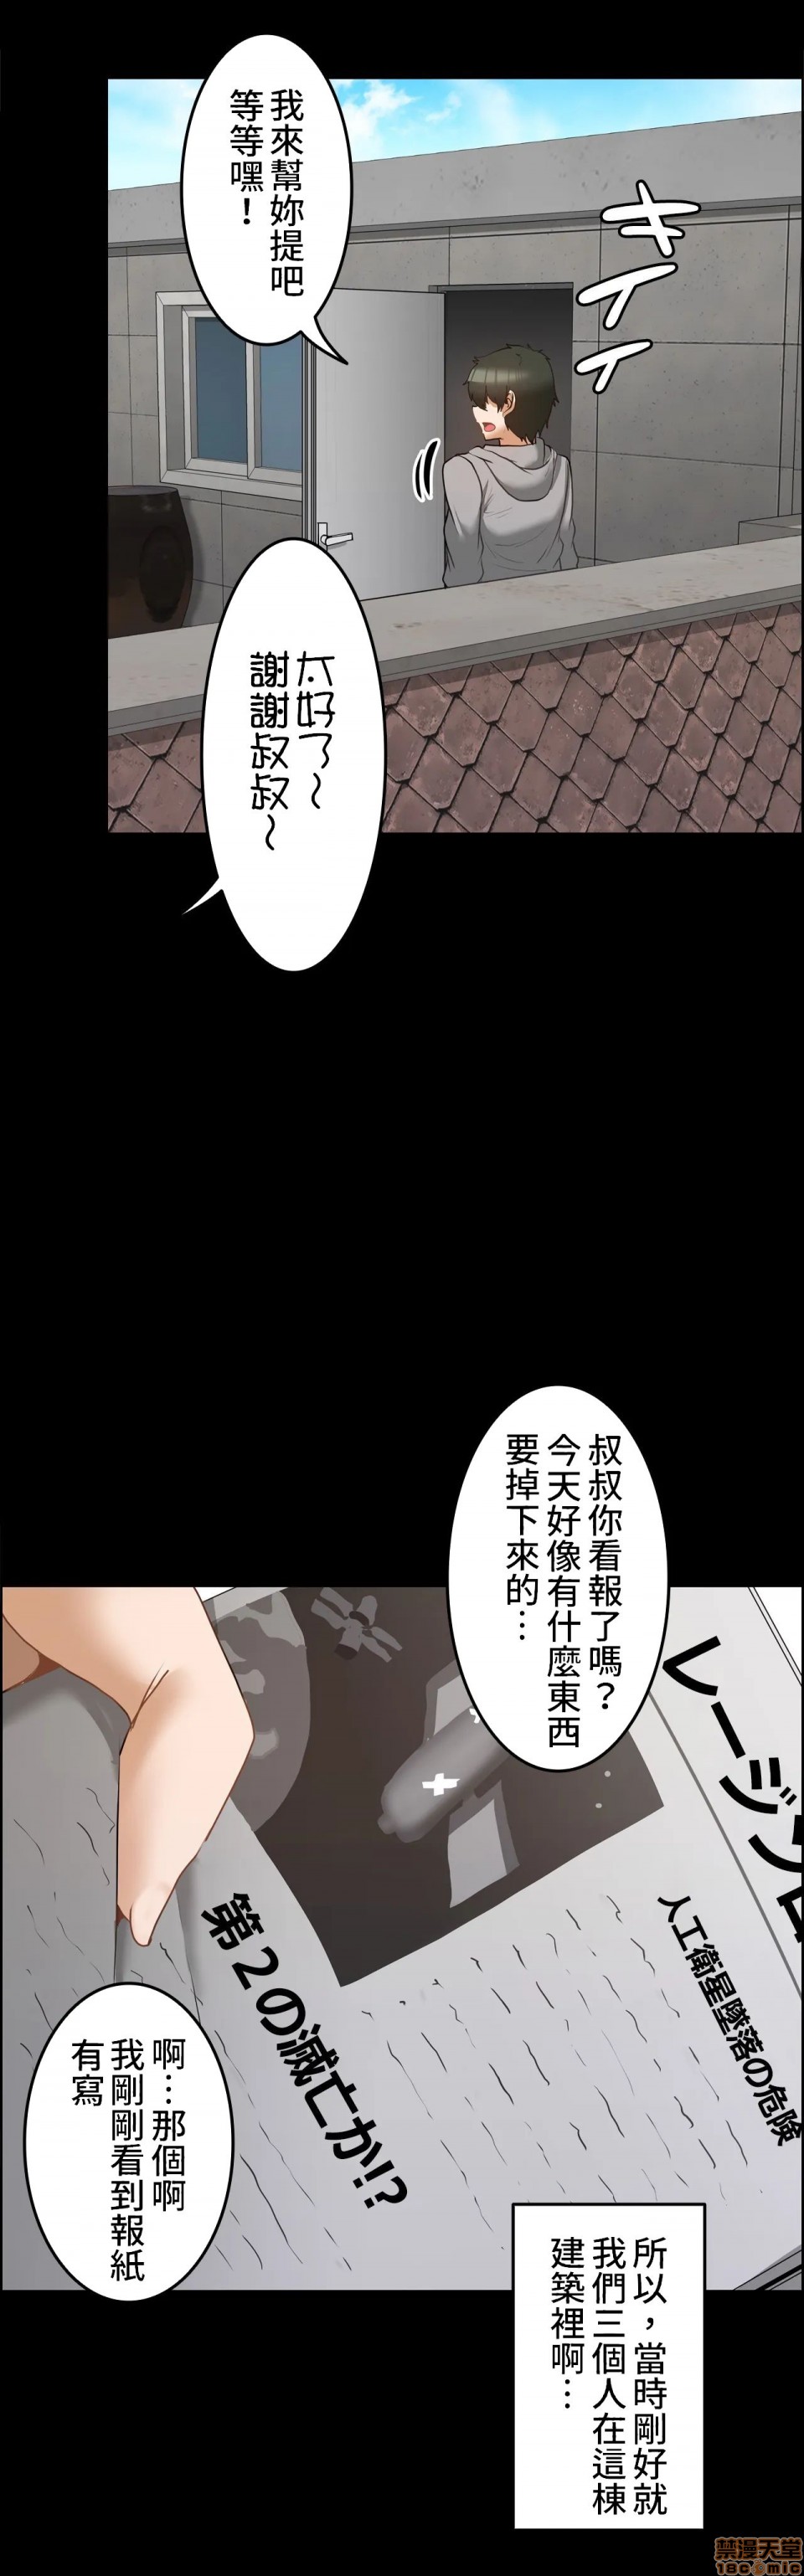 我來幫妳提吧
等等嘿！
キャイイ
太好了～
謝謝叔叔～
叔叔你看報了嗎？
今天好像有什麼東西
要掉下來的…
レージ
人工衛星墜落の危険
第2の滅亡か!?
啊…那個啊
我剛剛看到報紙
有寫
所以，當時剛好就
我們三個人在這棟
建築裡啊…
禁漫天堂
18COMIC